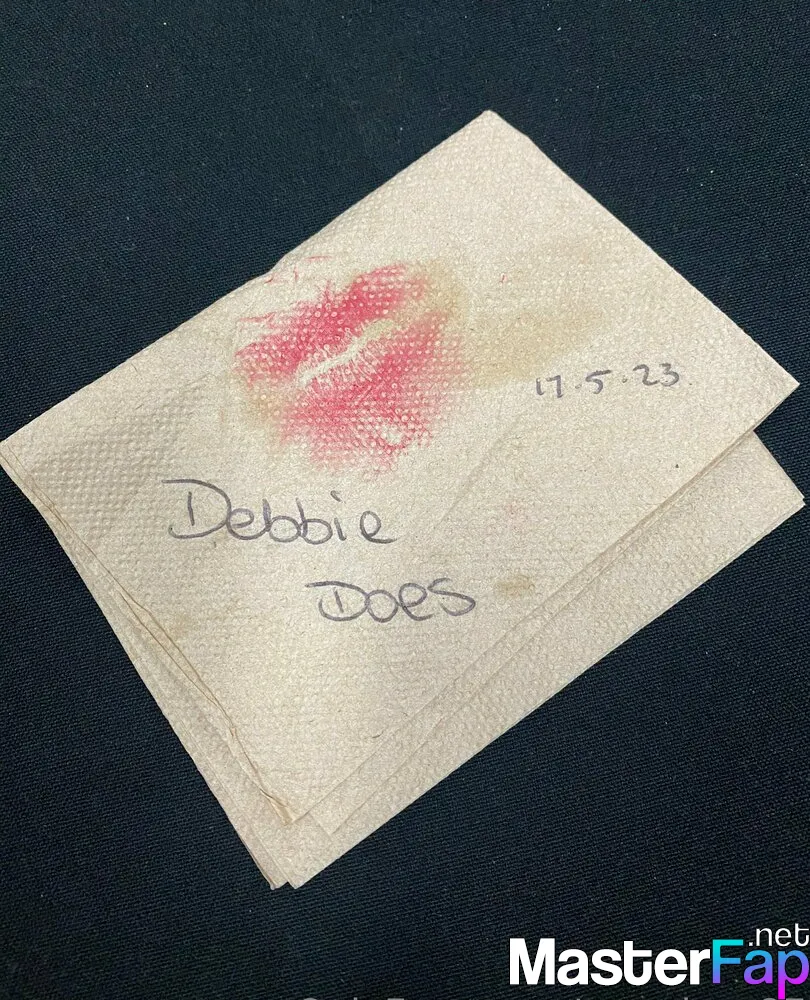 17.5.23
Debbie
Does
MasterFap
.net